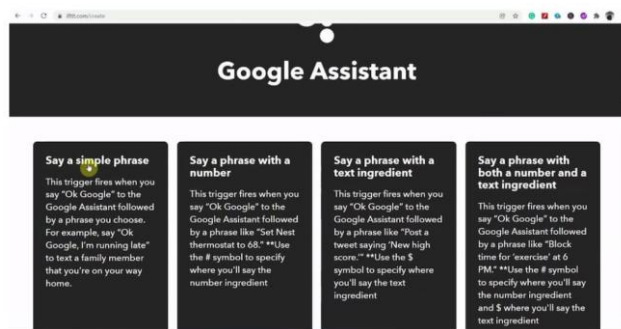 ifttt.com/create
Google Assistant
Say a simple phrase
This trigger fires when you
say "Ok Google" to the
Google Assistant followed
by a phrase you choose.
For example, say "Ok
Google, I'm running late"
to text a family member
that you're on your way
home.
Say a phrase with a
number
This trigger fires when you
say "Ok Google" to the
Google Assistant followed
by a phrase like "Set Nest
thermostat to 68." **Use
the # symbol to specify
where you'll say the
number ingredient
Say a phrase with a
text ingredient
This trigger fires when you
say "Ok Google" to the
Google Assistant followed
by a phrase like "Post a
tweet saying 'New high
score.'" **Use the $
symbol to specify where
you'll say the text
ingredient
Say a phrase with
both a number and a
text ingredient
This trigger fires when you
say "Ok Google" to the
Google Assistant followed
by a phrase like "Block
time for 'exercise' at 6
PM." **Use the # symbol
to specify where you'll say
the number ingredient
and $ where you'll say the
text ingredient